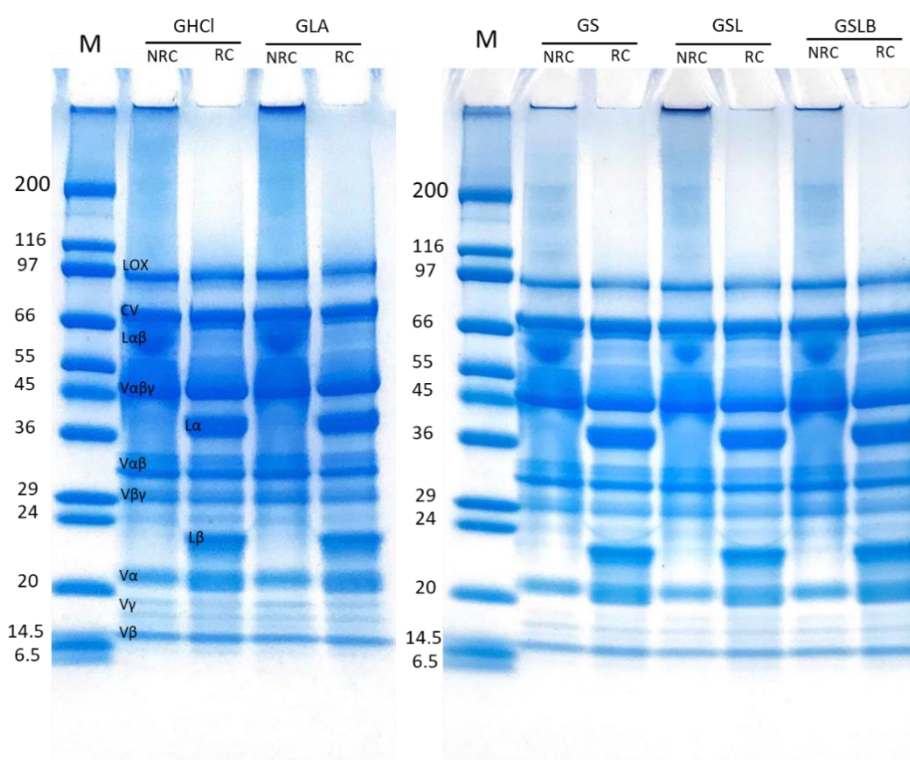 M GHCl GLA
NRC RC NRC RC
200
116
97
66
55
45
36
29
24
20
14.5
6.5
LOX
CV
Lαβ
Vαβγ
Lα
Vαβ
Vβγ
Lβ
Vα
Vγ
Vβ
M GS GSL GSLB
NRC RC NRC RC NRC RC
200
116
97
66
55
45
36
29
24
20
14.5
6.5